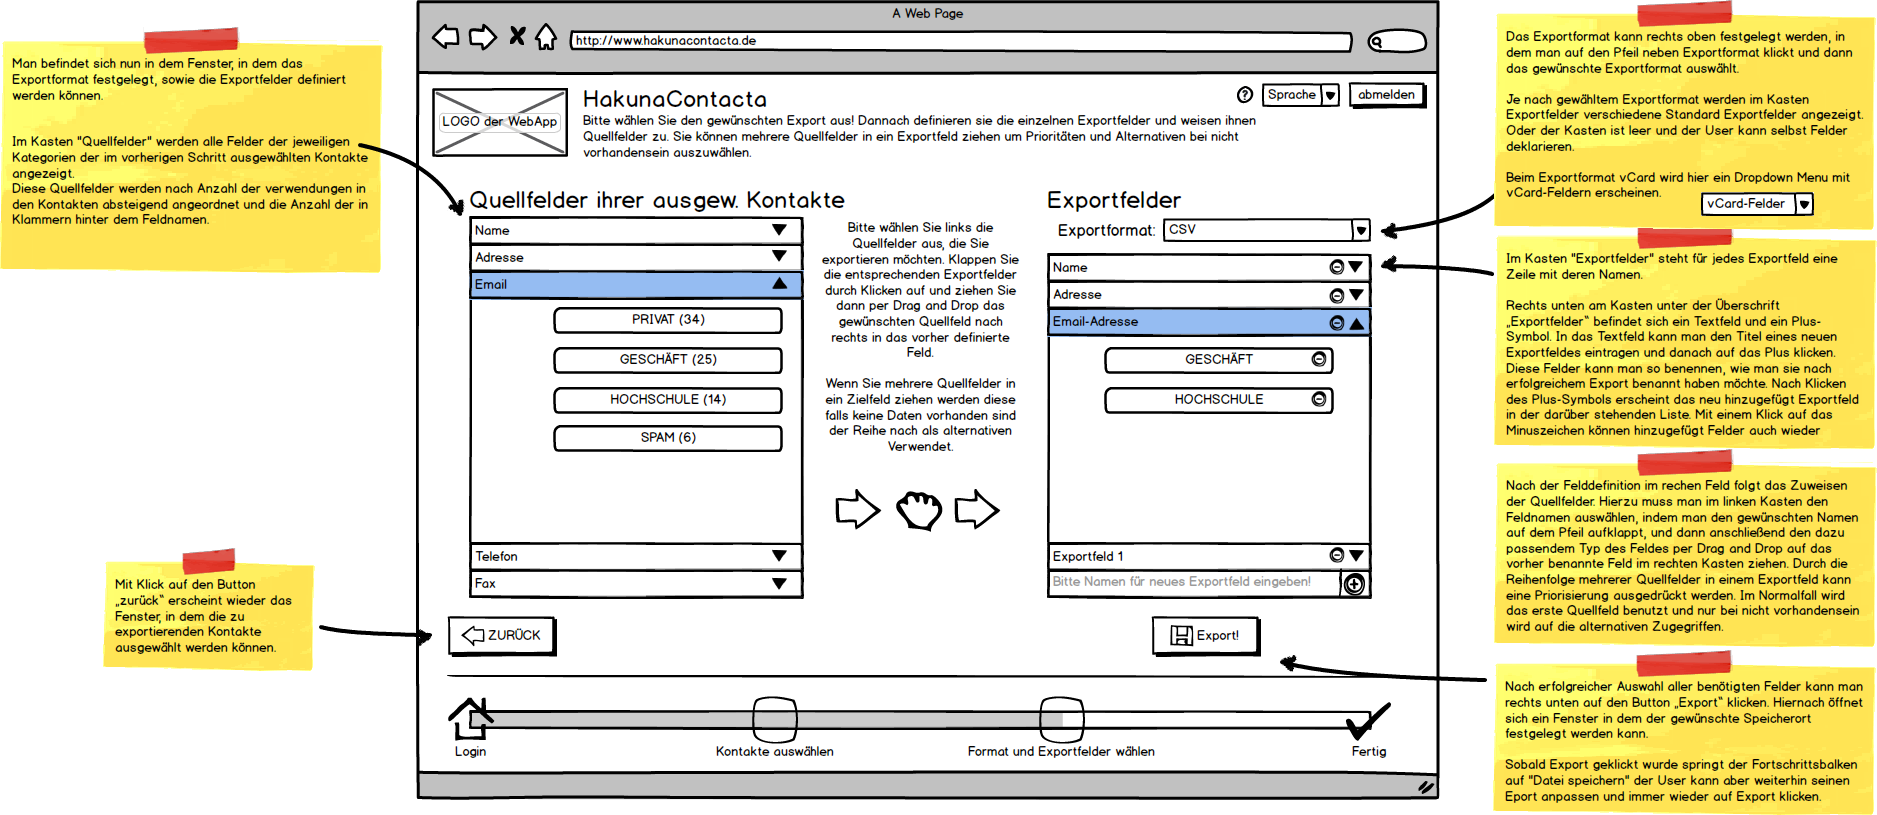 A Web Page
http://www.hakunacontacta.de
Man befindet sich nun in dem Fenster, in dem das
Exportformat festgelegt, sowie die Exportfelder definiert
werden können.
Im Kasten "Quellfelder" werden alle Felder der jeweiligen
Kategorien der im vorherigen Schritt ausgewählten Kontakte
angezeigt.
Diese Quellfelder werden nach Anzahl der verwendungen in
den Kontakten absteigend angeordnet und die Anzahl der in
Klammern hinter dem Feldnamen.
Mit Klick auf den Button
„zurück“ erscheint wieder das
Fenster, in dem die zu
exportierenden Kontakte
ausgewählt werden können.
LOGO der WebApp
HakunaContacta
Bitte wählen Sie den gewünschten Export aus! Dannach definieren sie die einzelnen Exportfelder und weisen ihnen
Quellfelder zu. Sie können mehrere Quellfelder in ein Exportfeld ziehen um Prioritäten und Alternativen bei nicht
vorhandensein auszuwählen.
?
Sprache
abmelden
Quellfelder ihrer ausgew. Kontakte
Name
Adresse
Email
PRIVAT (34)
GESCHÄFT (25)
HOCHSCHULE (14)
SPAM (6)
Telefon
Fax
Bitte wählen Sie links die
Quellfelder aus, die Sie
exportieren möchten. Klappen Sie
die entsprechenden Exportfelder
durch Klicken auf und ziehen Sie
dann per Drag and Drop das
gewünschten Quellfeld nach
rechts in das vorher definierte
Feld.
Wenn Sie mehrere Quellfelder in
ein Zielfeld ziehen werden diese
falls keine Daten vorhanden sind
der Reihe nach als alternativen
Verwendet.
Exportfelder
Exportformat:
CSV
Name
Adresse
Email-Adresse
GESCHÄFT
HOCHSCHULE
Exportfeld 1
Bitte Namen für neues Exportfeld eingeben!
ZURÜCK
Export!
Login
Kontakte auswählen
Format und Exportfelder wählen
Fertig
Das Exportformat kann rechts oben festgelegt werden, in
dem man auf den Pfeil neben Exportformat klickt und dann
das gewünschte Exportformat auswählt.
Je nach gewähltem Exportformat werden im Kasten
Exportfelder verschiedene Standard Exportfelder angezeigt.
Oder der Kasten ist leer und der User kann selbst Felder
deklarieren.
Beim Exportformat vCard wird hier ein Dropdown Menu mit
vCard-Feldern erscheinen.
vCard-Felder
Im Kasten "Exportfelder" steht für jedes Exportfeld eine
Zeile mit deren Namen.
Rechts unten am Kasten unter der Überschrift
„Exportfelder“ befindet sich ein Textfeld und ein Plus-
Symbol. In das Textfeld kann man den Titel eines neuen
Exportfeldes eintragen und danach auf das Plus klicken.
Diese Felder kann man so benennen, wie man sie nach
erfolgreichem Export benannt haben möchte. Nach Klicken
des Plus-Symbols erscheint das neu hinzugefügt Exportfeld
in der darüber stehenden Liste. Mit einem Klick auf das
Minuszeichen können hinzugefügt Felder auch wieder
Nach der Felddefinition im rechen Feld folgt das Zuweisen
der Quellfelder. Hierzu muss man im linken Kasten den
Feldnamen auswählen, indem man den gewünschten Namen
auf dem Pfeil aufklappt, und dann anschließend den dazu
passendem Typ des Feldes per Drag and Drop auf das
vorher benannte Feld im rechten Kasten ziehen. Durch die
Reihenfolge mehrerer Quellfelder in einem Exportfeld kann
eine Priorisierung ausgedrückt werden. Im Normalfall wird
das erste Quellfeld benutzt und nur bei nicht vorhandensein
wird auf die alternativen Zugegriffen.
Nach erfolgreicher Auswahl aller benötigten Felder kann man
rechts unten auf den Button „Export“ klicken. Hiernach öffnet
sich ein Fenster in dem der gewünschte Speicherort
festgelegt werden kann.
Sobald Export geklickt wurde springt der Fortschrittsbalken
auf "Datei speichern" der User kann aber weiterhin seinen
Eport anpassen und immer wieder auf Export klicken.